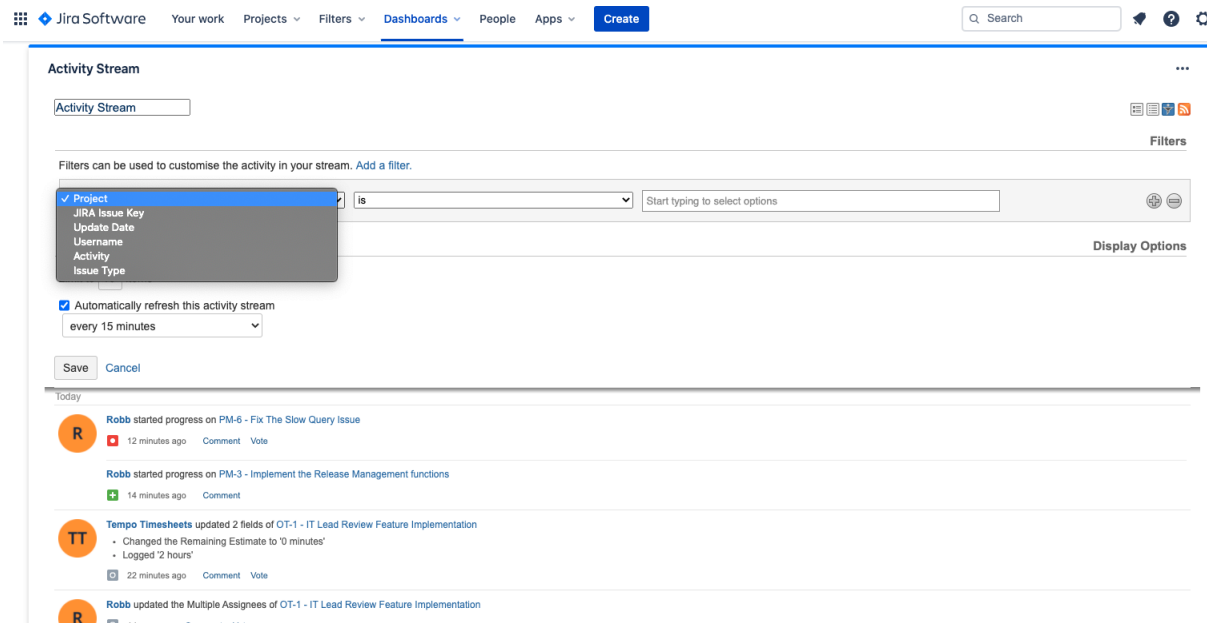 Jira Software Your work Projects Filters Dashboards People Apps Create Search
Activity Stream
Activity Stream
Filters
Filters can be used to customise the activity in your stream. Add a filter.
✓ Project
JIRA Issue Key
Update Date
Username
Activity
Issue Type
is
Start typing to select options
Display Options
Automatically refresh this activity stream
every 15 minutes
Save Cancel
Today
R
Robb started progress on PM-6 - Fix The Slow Query Issue
12 minutes ago Comment Vote
Robb started progress on PM-3 - Implement the Release Management functions
14 minutes ago Comment
TT
Tempo Timesheets updated 2 fields of OT-1 - IT Lead Review Feature Implementation
• Changed the Remaining Estimate to '0 minutes'
• Logged '2 hours'
22 minutes ago Comment Vote
R
Robb updated the Multiple Assignees of OT-1 - IT Lead Review Feature Implementation